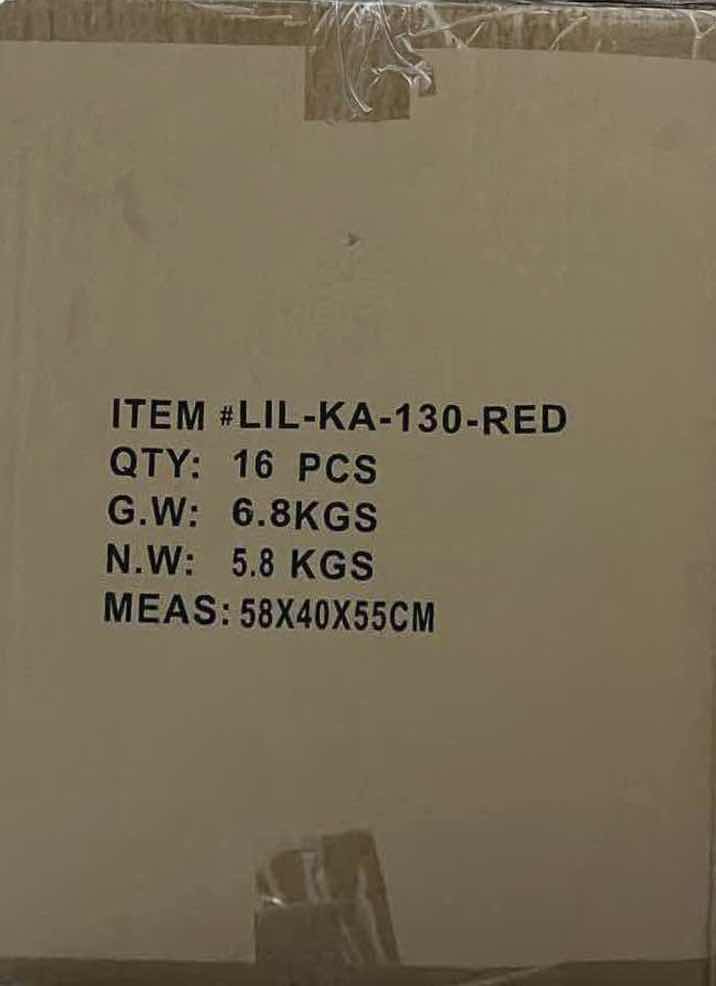 ITEM #LIL-KA-130-RED
QTY: 16 PCS
G.W: 6.8KGS
N.W: 5.8 KGS
MEAS: 58X40X55CM